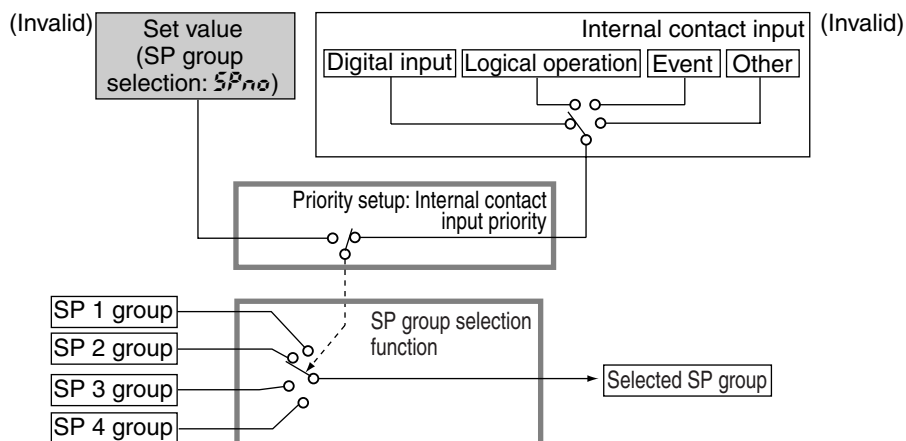 (Invalid)
Set value
(SP group
selection: SPno)
Internal contact input
(Invalid)
Digital input
Logical operation
Event
Other
Priority setup: Internal contact
input priority
SP 1 group
SP 2 group
SP 3 group
SP 4 group
SP group selection
function
Selected SP group